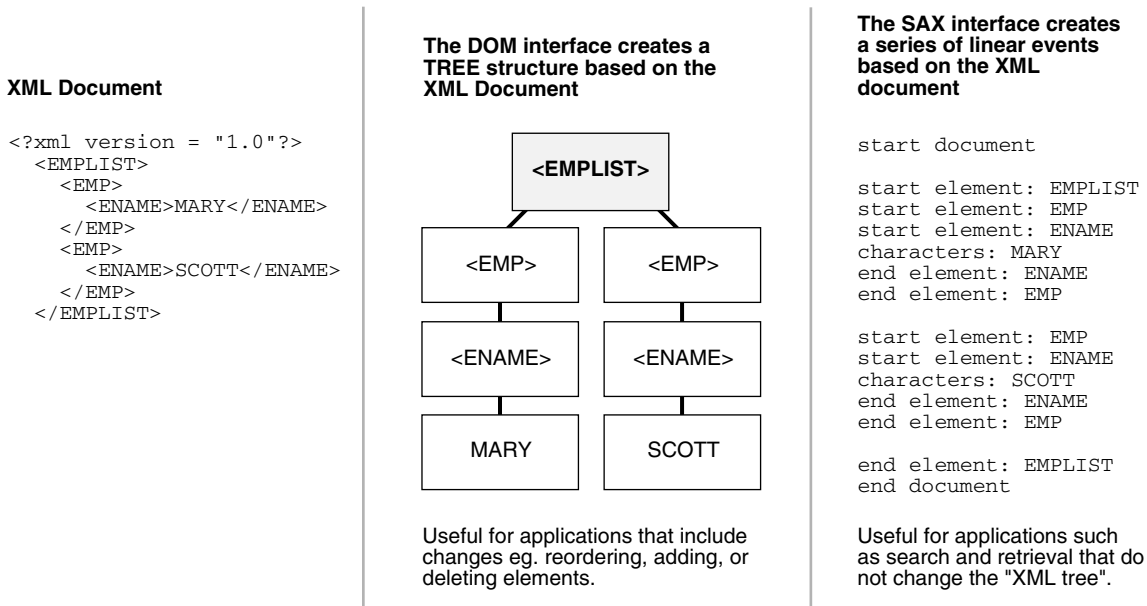 XML Document
<?xml version = "1.0"?>
<EMPLIST>
<EMP>
<ENAME>MARY</ENAME>
</EMP>
<EMP>
<ENAME>SCOTT</ENAME>
</EMP>
</EMPLIST>
The DOM interface creates a
TREE structure based on the
XML Document
<EMPLIST>
<EMP>
<EMP>
<ENAME>
<ENAME>
MARY
SCOTT
Useful for applications that include
changes eg. reordering, adding, or
deleting elements.
The SAX interface creates
a series of linear events
based on the XML
document
start document
start element: EMPLIST
start element: EMP
start element: ENAME
characters: MARY
end element: ENAME
end element: EMP
start element: EMP
start element: ENAME
characters: SCOTT
end element: ENAME
end element: EMP
end element: EMPLIST
end document
Useful for applications such
as search and retrieval that do
not change the "XML tree".